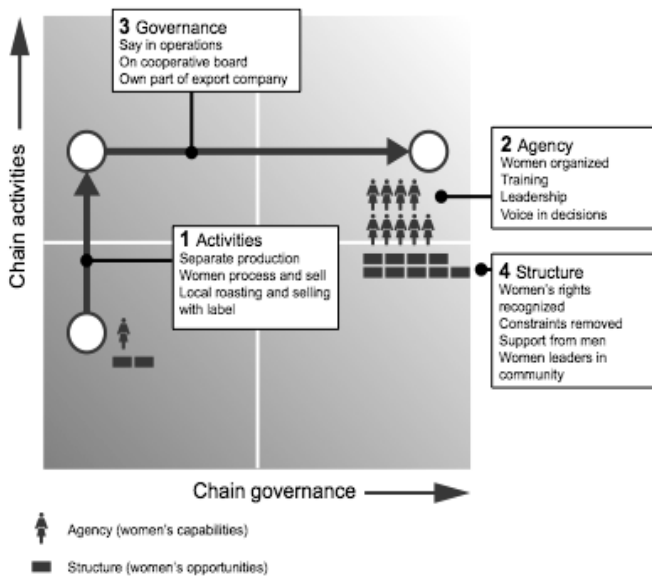 3 Governance
Say in operations
On cooperative board
Own part of export company
Chain activities
2 Agency
Women organized
Training
Leadership
Voice in decisions
1 Activities
Separate production
Women process and sell
Local roasting and selling
with label
4 Structure
Women's rights
recognized
Constraints removed
Support from men
Women leaders in
community
Chain governance
Agency (women's capabilities)
Structure (women's opportunities)